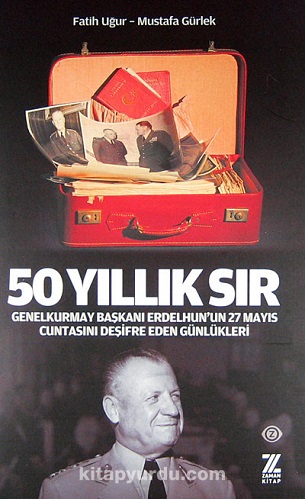 Fatih Uğur - Mustafa Gürlek
50 YILLIK SIR
GENELKURMAY BAŞKANI ERDELHUN'UN 27 MAYIS
CUNTASINI DEŞİFRE EDEN GÜNLÜKLERİ
Z
ZAMAN
KİTAP
kitapyurdu.com